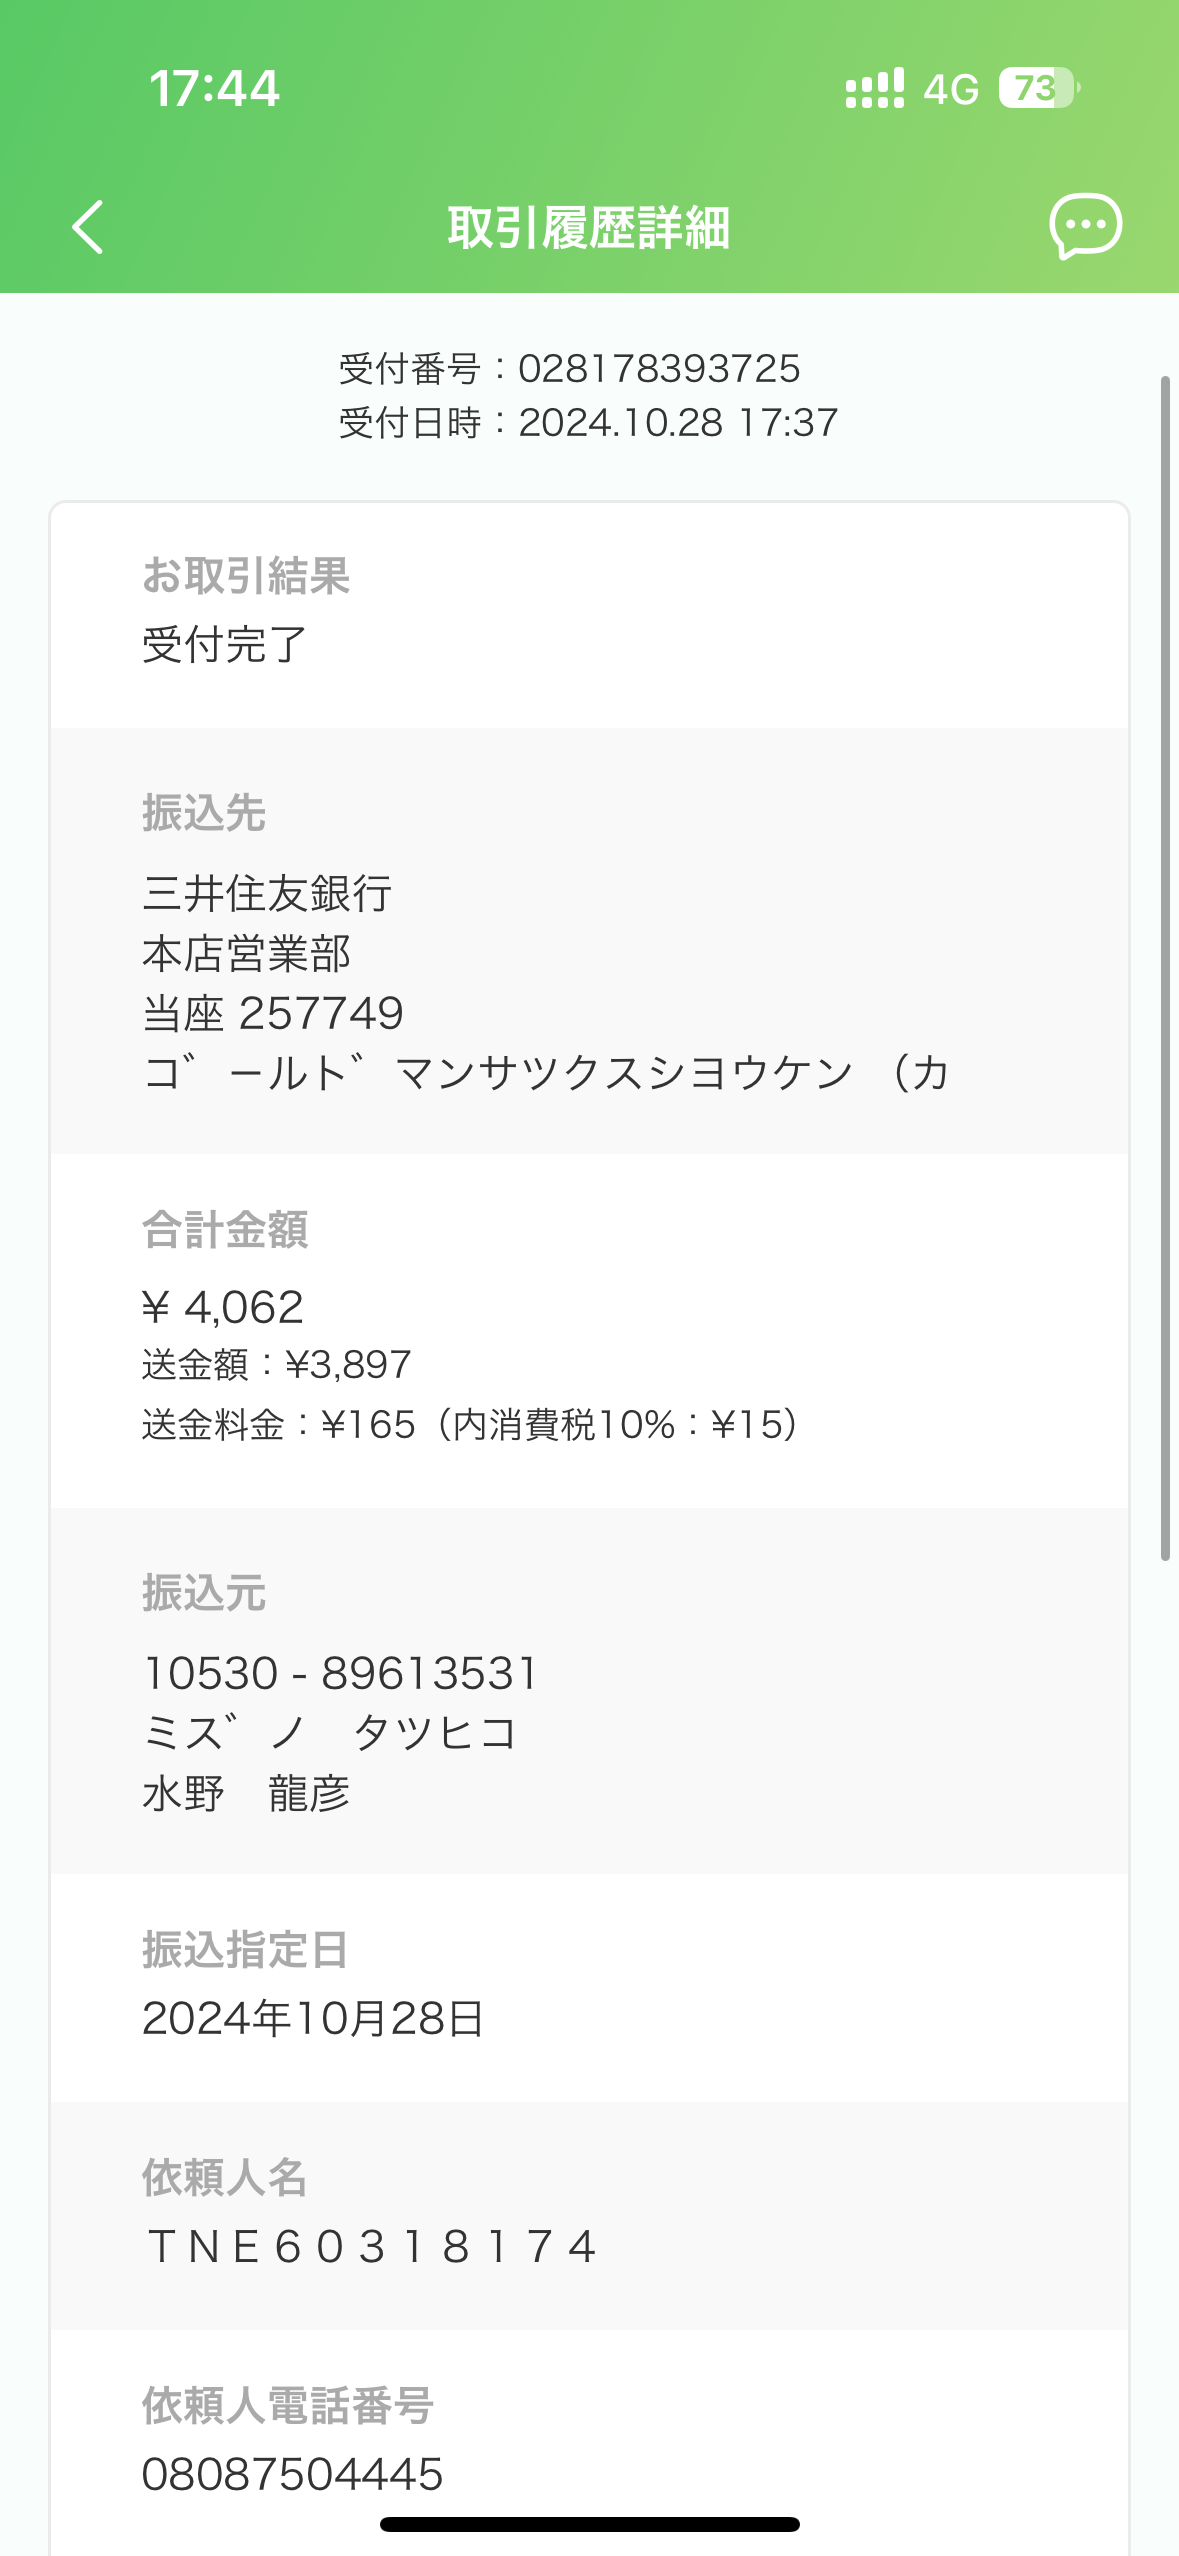 17:44
4G
73
取引履歴詳細
受付番号：028178393725
受付日時：2024.10.28 17:37
お取引結果
受付完了
振込先
三井住友銀行
本店営業部
当座 257749
コ゛ールト゛マンサツクスシヨウケン （カ
合計金額
¥ 4,062
送金額：¥3,897
送金料金：¥165（内消費税10%：¥15）
振込元
10530 - 89613531
ミス゛ノ　タツヒコ
水野　龍彦
振込指定日
2024年10月28日
依頼人名
ＴＮＥ６０３１８１７４
依頼人電話番号
08087504445